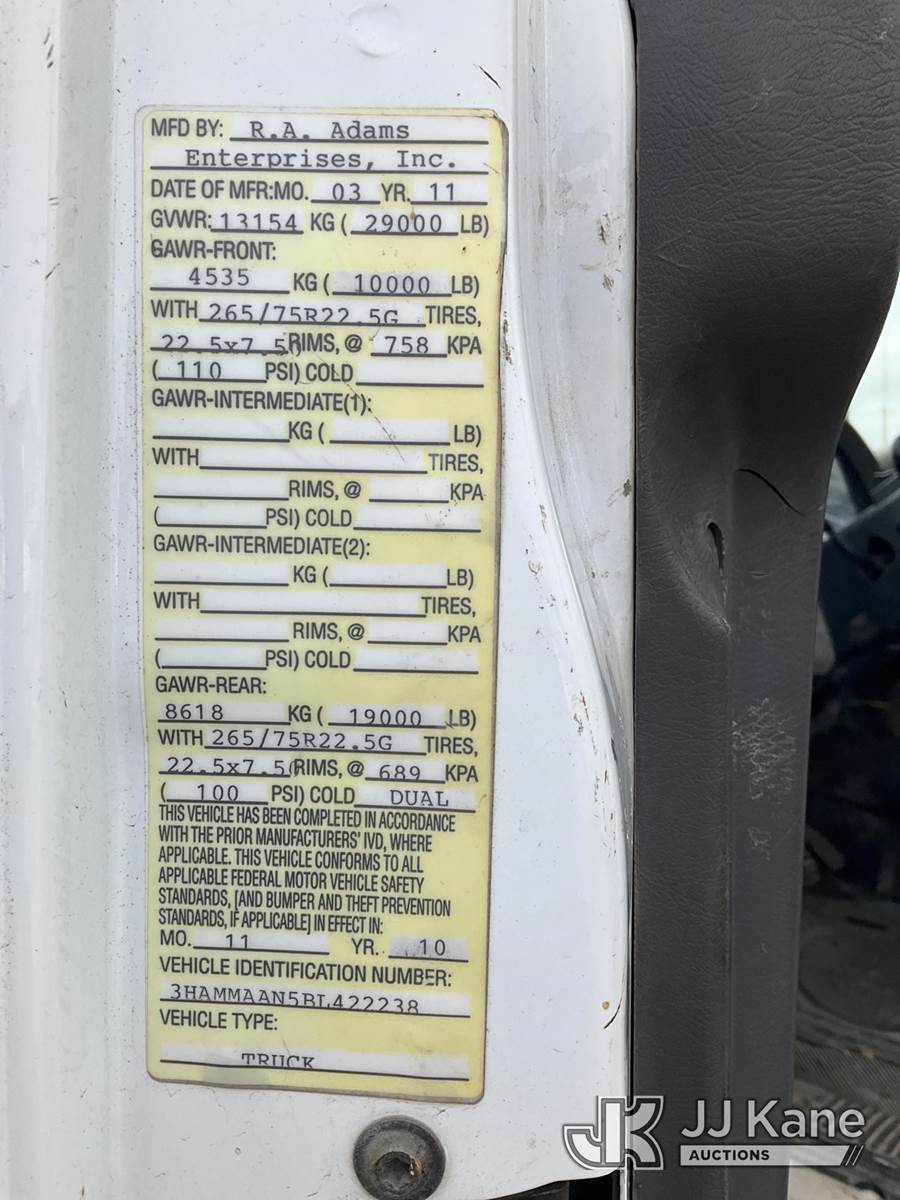 MFD BY: R.A. Adams
Enterprises, Inc.
DATE OF MFR:MO. 03 YR. 11
GVWR: 13154 KG ( 29000 LB)
GAWR-FRONT:
4535 KG ( 10000 LB)
WITH 265/75R22.5G TIRES,
22.5x7.50 RIMS, @ 758 KPA
( 110 PSI) COLD
GAWR-INTERMEDIATE(1):
KG ( LB)
WITH TIRES,
RIMS, @ KPA
( PSI) COLD
GAWR-INTERMEDIATE(2):
KG ( LB)
WITH TIRES,
RIMS, @ KPA
( PSI) COLD
GAWR-REAR:
8618 KG ( 19000 LB)
WITH 265/75R22.5G TIRES,
22.5x7.50 RIMS, @ 689 KPA
( 100 PSI) COLD DUAL
THIS VEHICLE HAS BEEN COMPLETED IN ACCORDANCE
WITH THE PRIOR MANUFACTURERS' IVD, WHERE
APPLICABLE. THIS VEHICLE CONFORMS TO ALL
APPLICABLE FEDERAL MOTOR VEHICLE SAFETY
STANDARDS, [AND BUMPER AND THEFT PREVENTION
STANDARDS, IF APPLICABLE] IN EFFECT IN:
MO. 11 YR. 10
VEHICLE IDENTIFICATION NUMBER:
3HAMMAAN5BL422238
VEHICLE TYPE:
TRUCK
JK JJ Kane
AUCTIONS